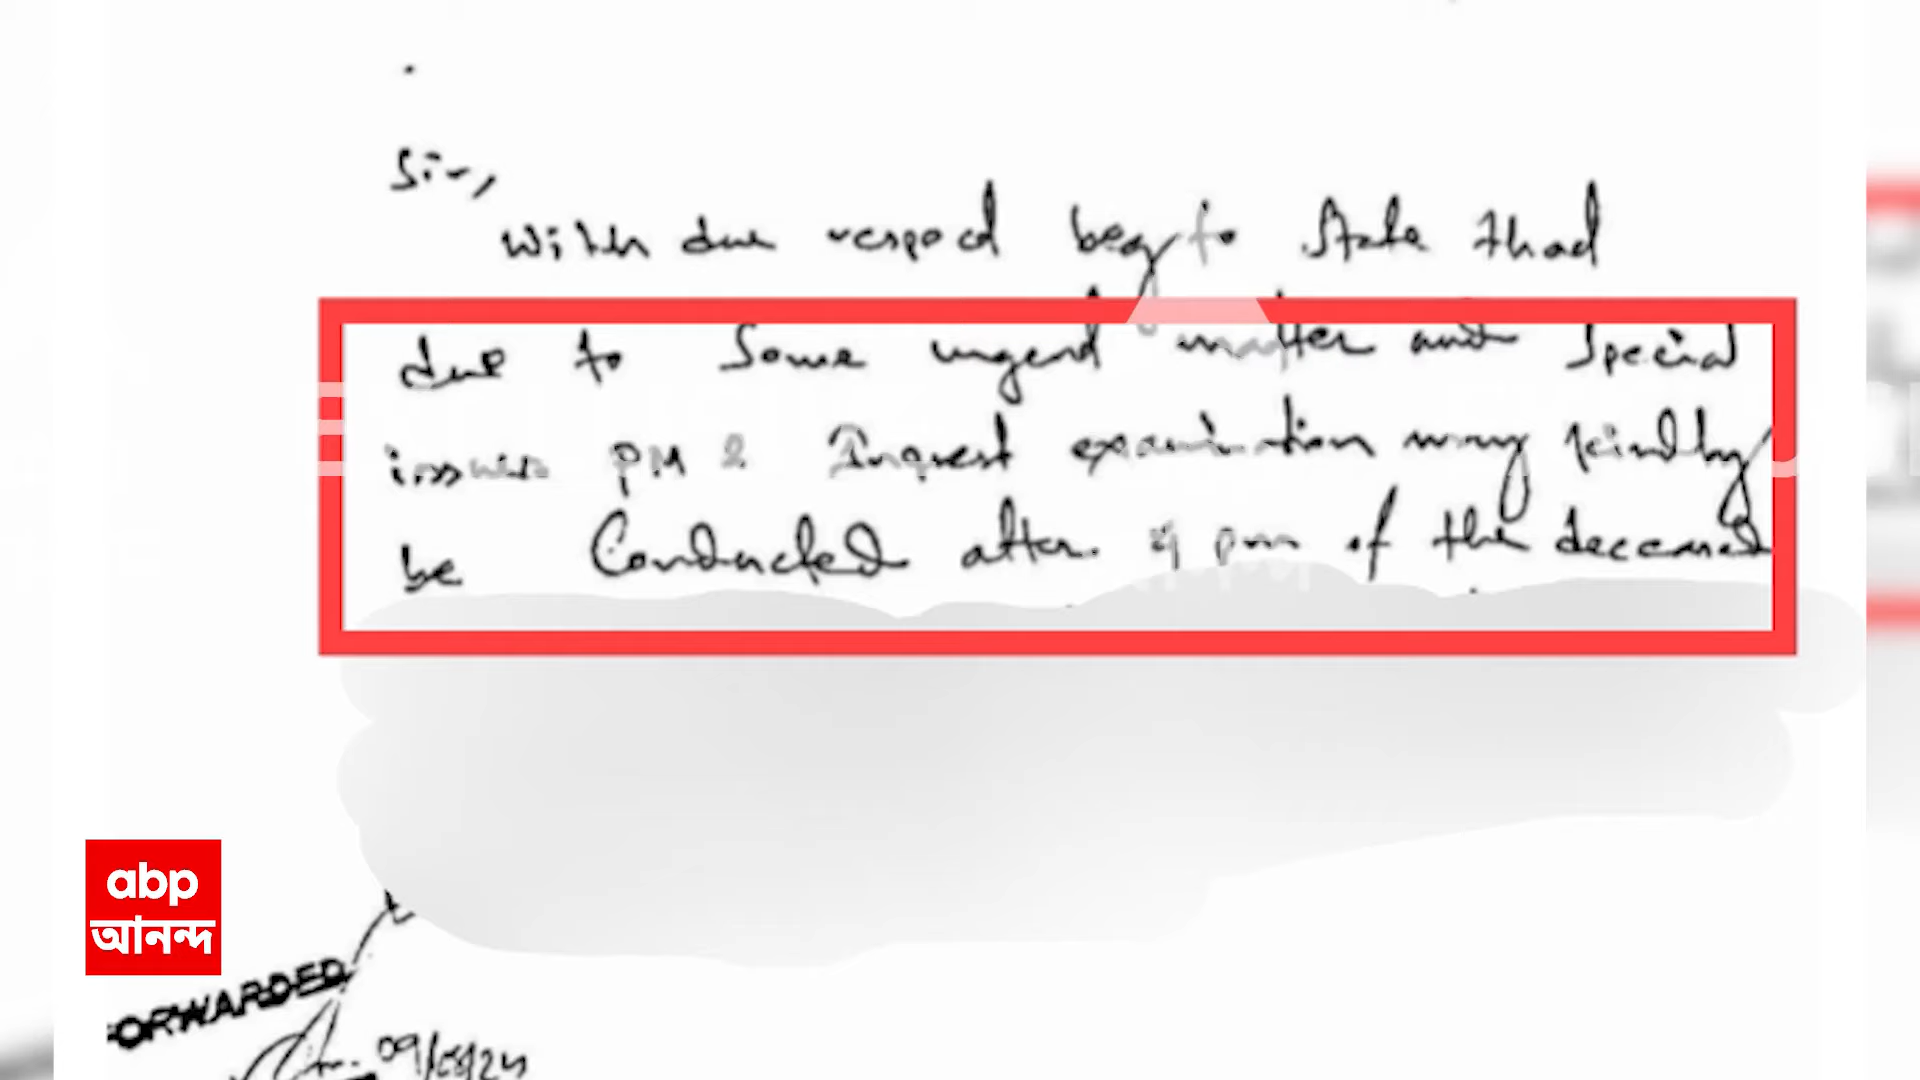 Sir,
With due respect beg to state that
due to some urgent matter and special
issues PM & Inquest examination may kindly
be Conducted after 4 pm of the deceased
abp
আনন্দ
FORWARDED
09/08/24